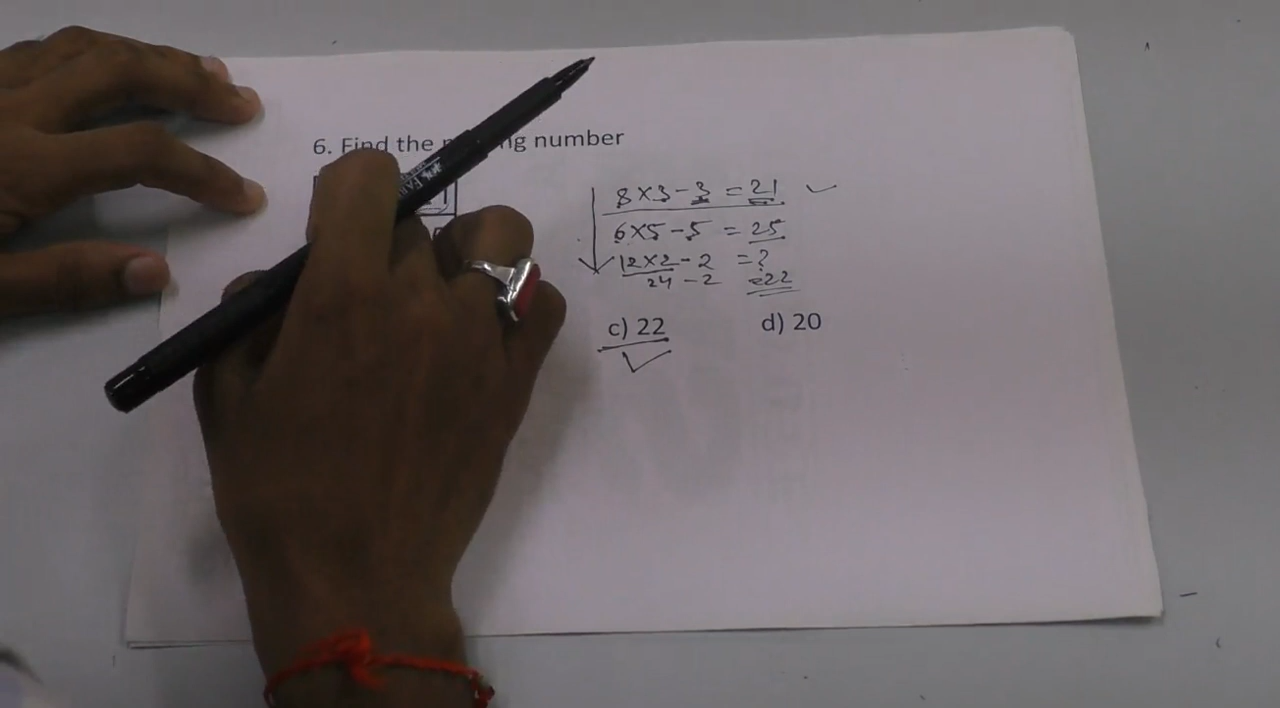 6. Find the number
8×3-3 = 21
6×5-5 = 25
12×2-2 = ?
24-2 =22
c) 22 d) 20